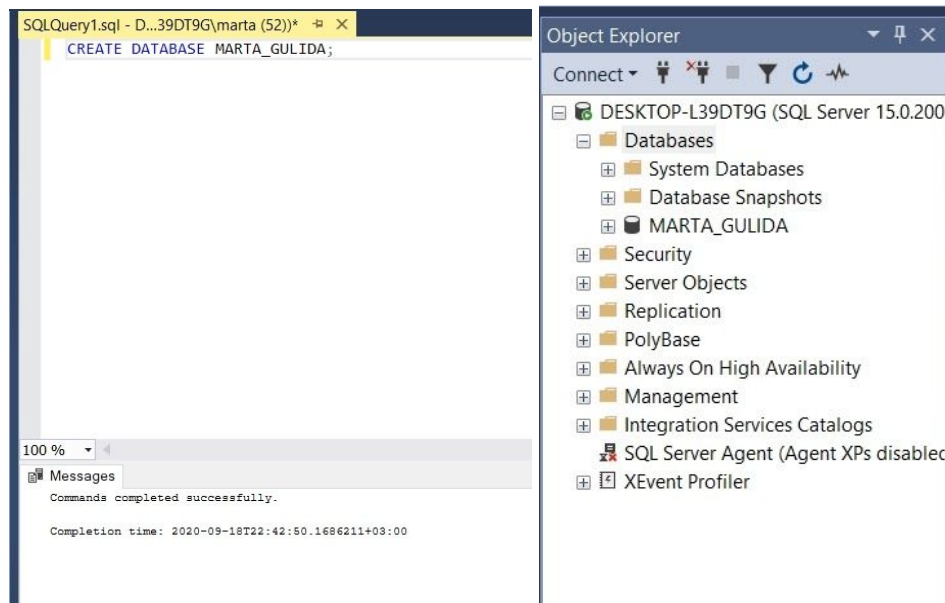 SQLQuery1.sql - D...39DT9G\marta (52))*
CREATE DATABASE MARTA_GULIDA;
100 %
Messages
Commands completed successfully.
Completion time: 2020-09-18T22:42:50.1686211+03:00
Object Explorer
Connect
DESKTOP-L39DT9G (SQL Server 15.0.200
Databases
System Databases
Database Snapshots
MARTA_GULIDA
Security
Server Objects
Replication
PolyBase
Always On High Availability
Management
Integration Services Catalogs
SQL Server Agent (Agent XPs disabled
XEvent Profiler